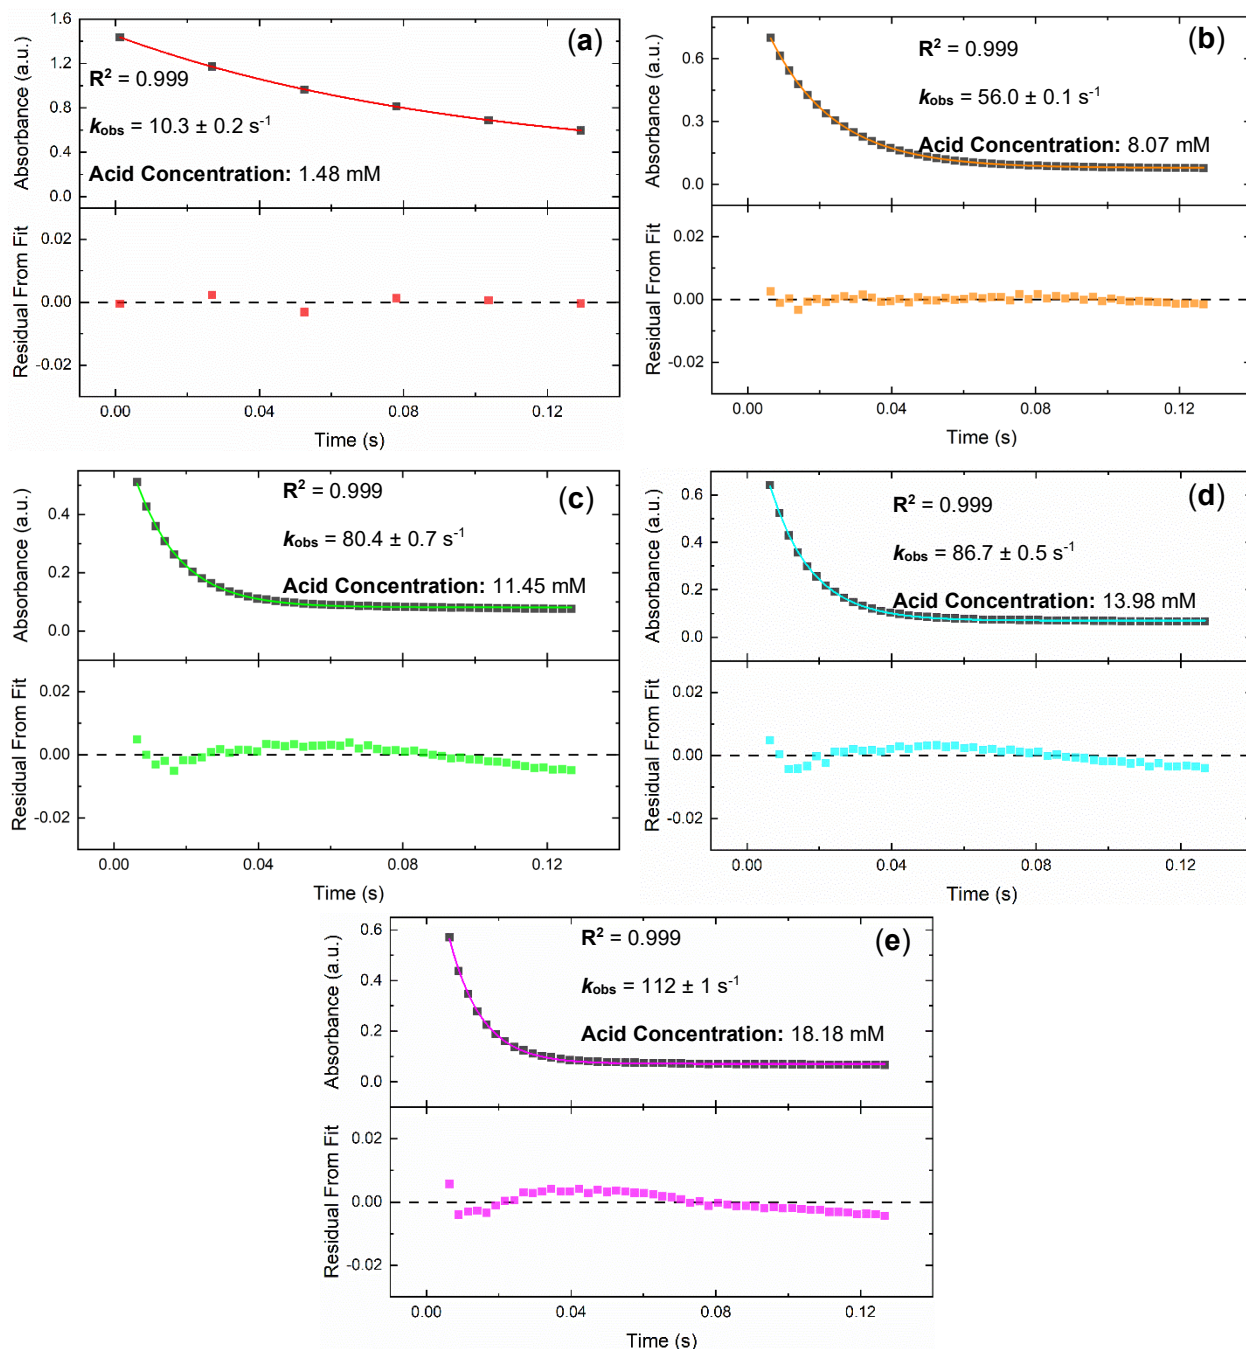 (a)
R² = 0.999
kobs = 10.3 ± 0.2 s⁻¹
Acid Concentration: 1.48 mM
Absorbance (a.u.)
1.6
1.2
0.8
0.4
0.0
Residual From Fit
0.02
0.00
-0.02
0.00 0.04 0.08 0.12
Time (s)
(b)
R² = 0.999
kobs = 56.0 ± 0.1 s⁻¹
Acid Concentration: 8.07 mM
Absorbance (a.u.)
0.6
0.3
0.0
Residual From Fit
0.02
0.00
-0.02
0.00 0.04 0.08 0.12
Time (s)
(c)
R² = 0.999
kobs = 80.4 ± 0.7 s⁻¹
Acid Concentration: 11.45 mM
Absorbance (a.u.)
0.4
0.2
0.0
Residual From Fit
0.02
0.00
-0.02
0.00 0.04 0.08 0.12
Time (s)
(d)
R² = 0.999
kobs = 86.7 ± 0.5 s⁻¹
Acid Concentration: 13.98 mM
Absorbance (a.u.)
0.6
0.4
0.2
0.0
Residual From Fit
0.02
0.00
-0.02
0.00 0.04 0.08 0.12
Time (s)
(e)
R² = 0.999
kobs = 112 ± 1 s⁻¹
Acid Concentration: 18.18 mM
Absorbance (a.u.)
0.6
0.4
0.2
0.0
Residual From Fit
0.02
0.00
-0.02
0.00 0.04 0.08 0.12
Time (s)